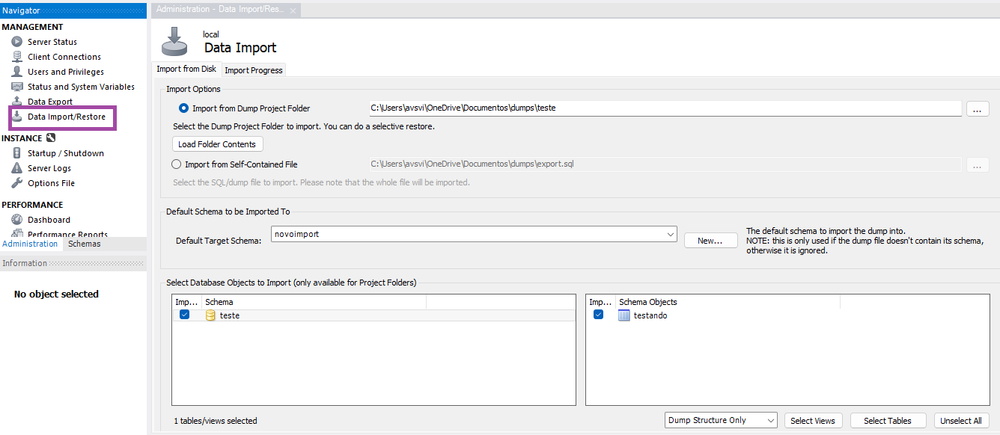 Navigator
MANAGEMENT
Server Status
Client Connections
Users and Privileges
Status and System Variables
Data Export
Data Import/Restore
INSTANCE
Startup / Shutdown
Server Logs
Options File
PERFORMANCE
Dashboard
Performance Reports
Administration Schemas
Information
No object selected
Administration - Data Import/Res...
local
Data Import
Import from Disk Import Progress
Import Options
Import from Dump Project Folder C:\Users\avsvi\OneDrive\Documentos\dumps\teste ...
Select the Dump Project Folder to import. You can do a selective restore.
Load Folder Contents
Import from Self-Contained File C:\Users\avsvi\OneDrive\Documentos\dumps\export.sql ...
Select the SQL/dump file to import. Please note that the whole file will be imported.
Default Schema to be Imported To
Default Target Schema: novoimport New...
The default schema to import the dump into.
NOTE: this is only used if the dump file doesn't contain its schema,
otherwise it is ignored.
Select Database Objects to Import (only available for Project Folders)
Imp... Schema
teste
Imp... Schema Objects
testando
1 tables/views selected
Dump Structure Only Select Views Select Tables Unselect All